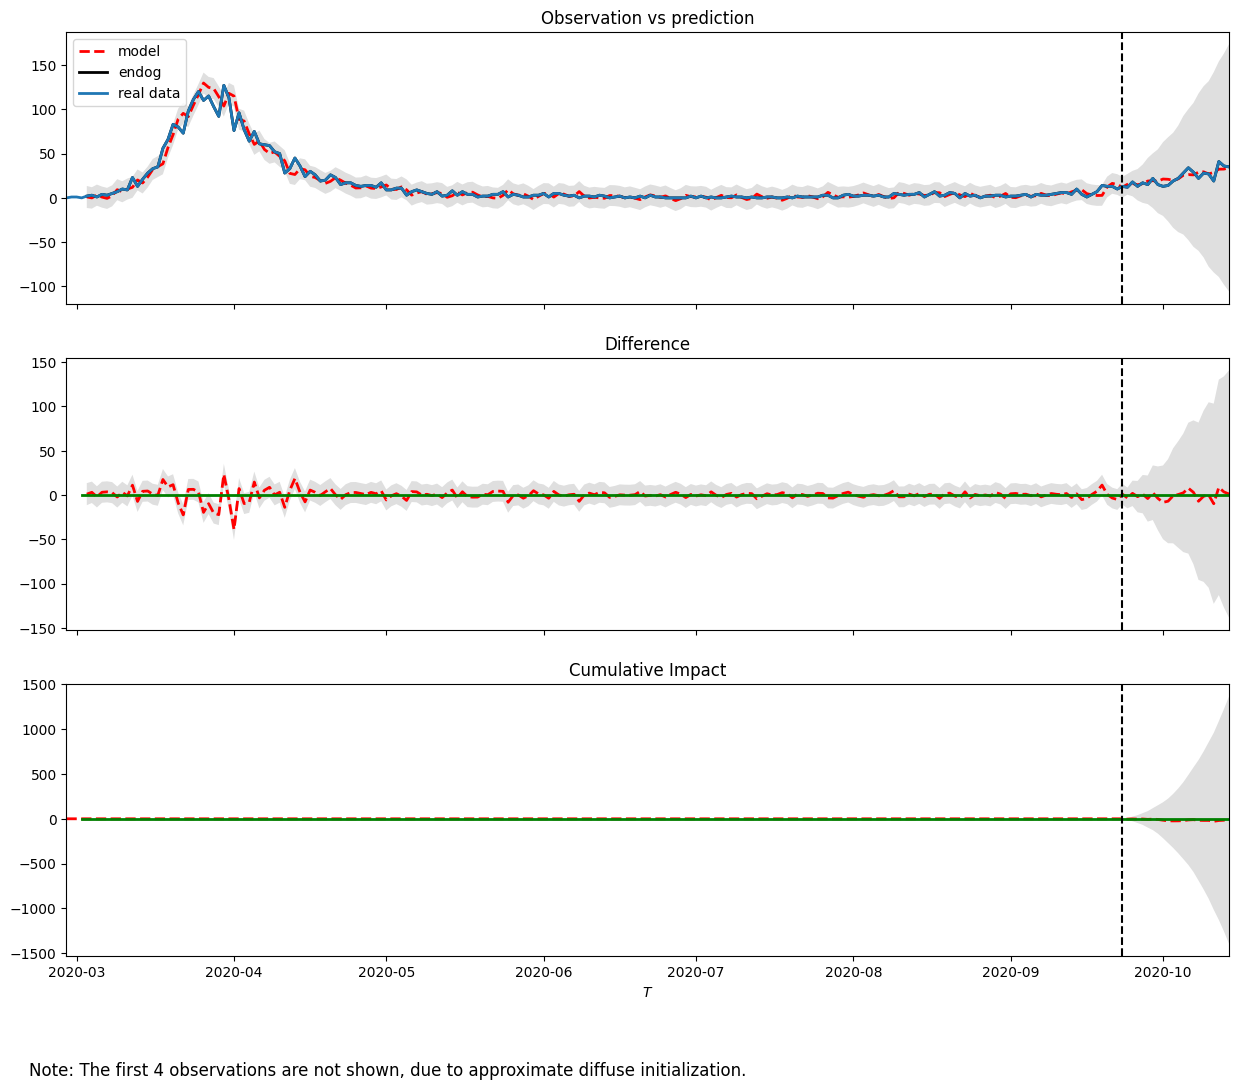 Observation vs prediction
model
endog
real data
150
100
50
0
−50
−100
Difference
150
100
50
0
−50
−100
−150
Cumulative Impact
1500
1000
500
0
−500
−1000
−1500
2020-03 2020-04 2020-05 2020-06 2020-07 2020-08 2020-09 2020-10
T
Note: The first 4 observations are not shown, due to approximate diffuse initialization.